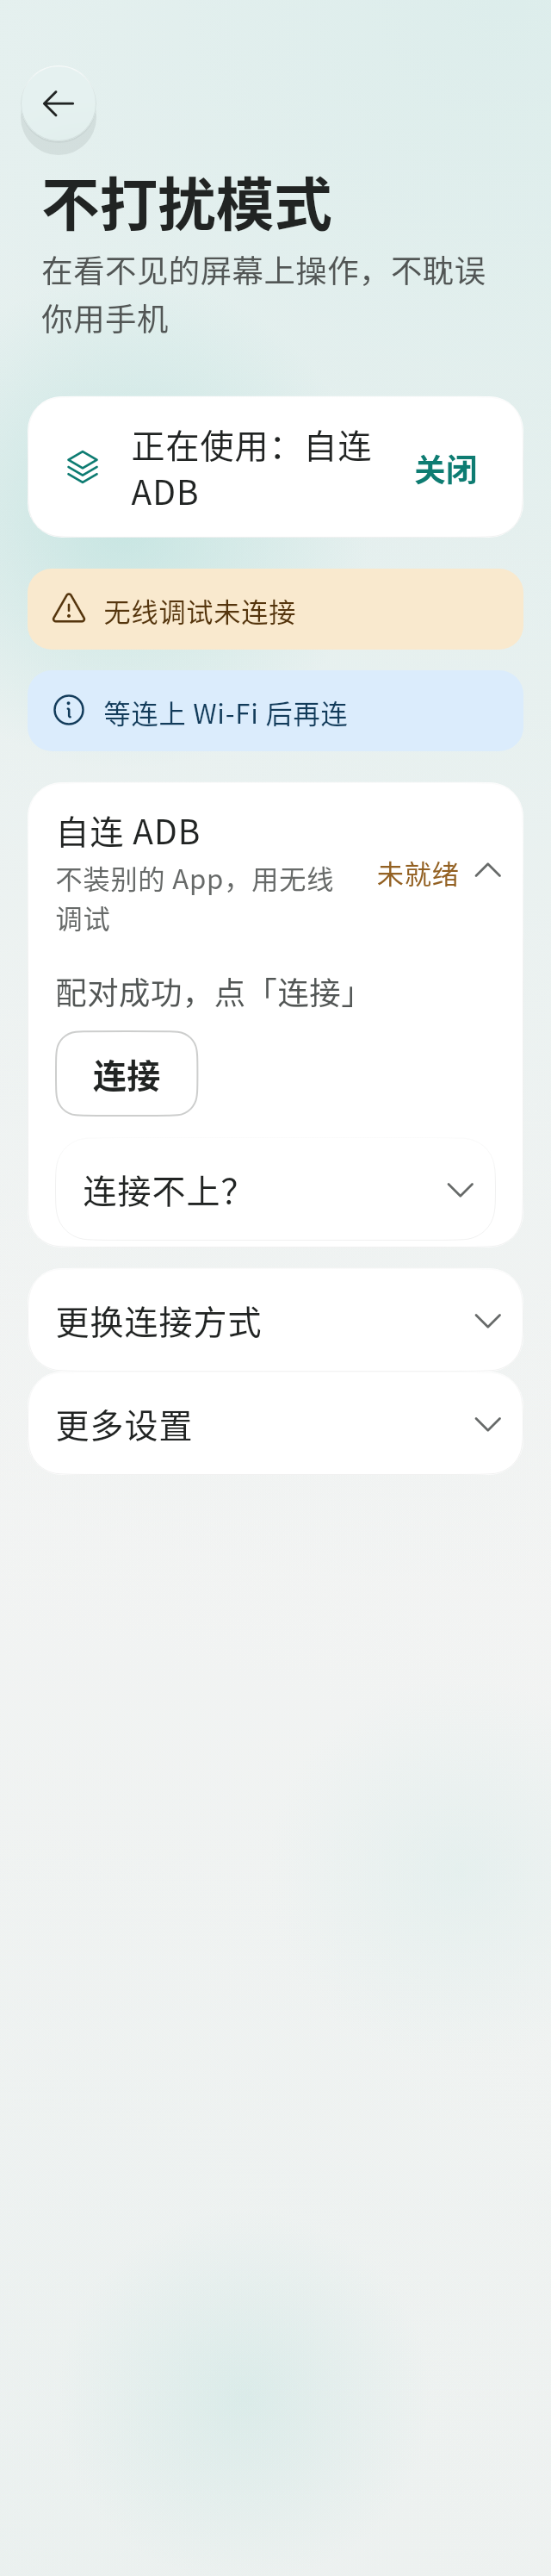 不打扰模式
在看不见的屏幕上操作，不耽误
你用手机
正在使用：自连
ADB
关闭
无线调试未连接
等连上 Wi-Fi 后再连
自连 ADB
不装别的 App，用无线
调试
未就绪
配对成功，点「连接」
连接
连接不上？
更换连接方式
更多设置